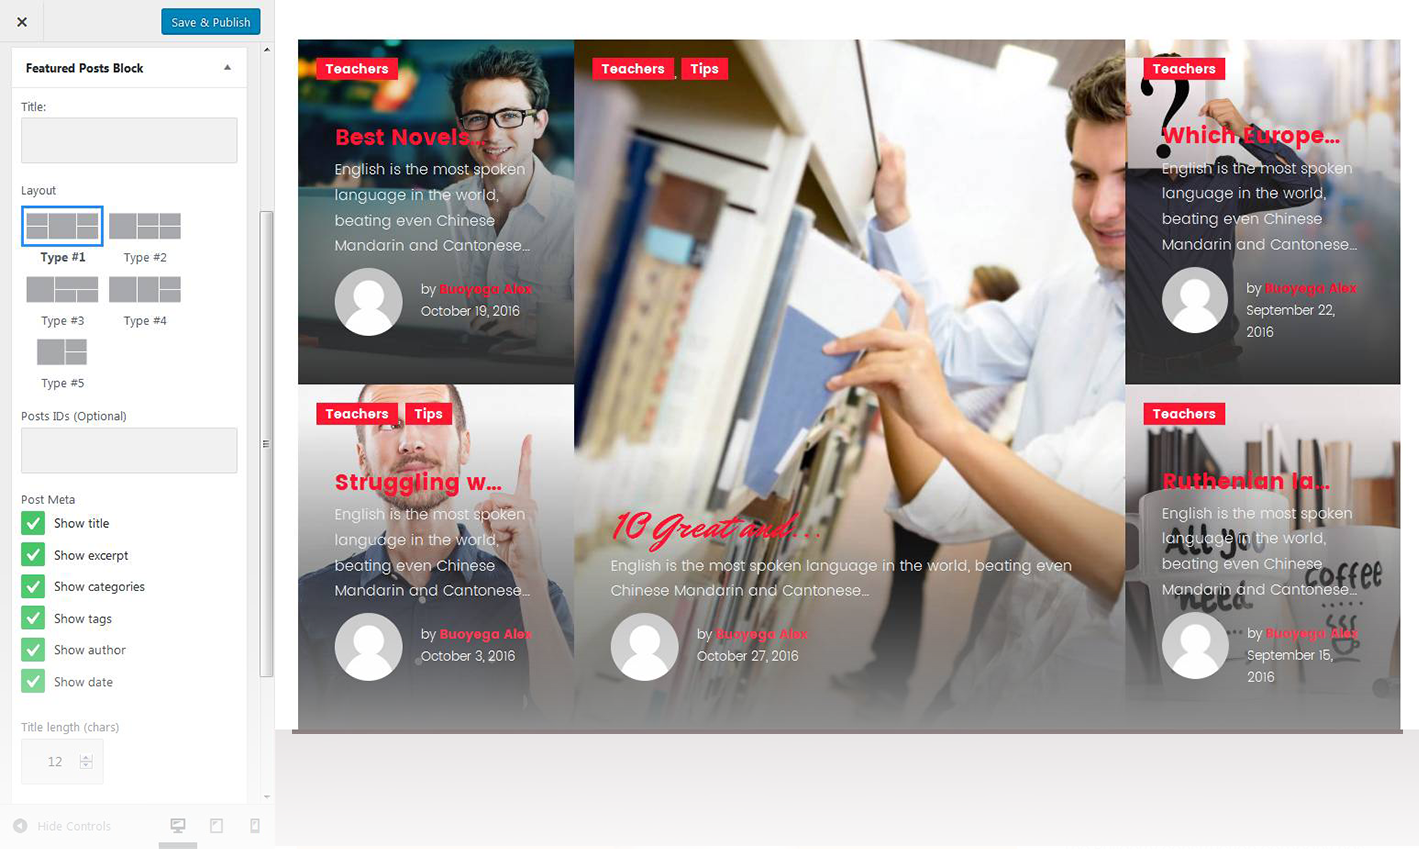 Save & Publish
Featured Posts Block
Title:
Layout
Type #1
Type #2
Type #3
Type #4
Type #5
Posts IDs (Optional)
Post Meta
Show title
Show excerpt
Show categories
Show tags
Show author
Show date
Title length (chars)
12
Hide Controls
Teachers
Best Novels...
English is the most spoken
language in the world,
beating even Chinese
Mandarin and Cantonese...
by Buoyega Alex
October 19, 2016
Teachers Tips
Struggling w...
English is the most spoken
language in the world,
beating even Chinese
Mandarin and Cantonese...
by Buoyega Alex
October 3, 2016
Teachers, Tips
10 Great and...
English is the most spoken language in the world, beating even
Chinese Mandarin and Cantonese...
by Buoyega Alex
October 27, 2016
Teachers
?
Which Europe...
English is the most spoken
language in the world,
beating even Chinese
Mandarin and Cantonese...
by Buoyega Alex
September 22,
2016
Teachers
Ruthenian la...
English is the most spoken
language in the world,
beating even Chinese
Mandarin and Cantonese...
by Buoyega Alex
September 15,
2016
All you
need
coffee